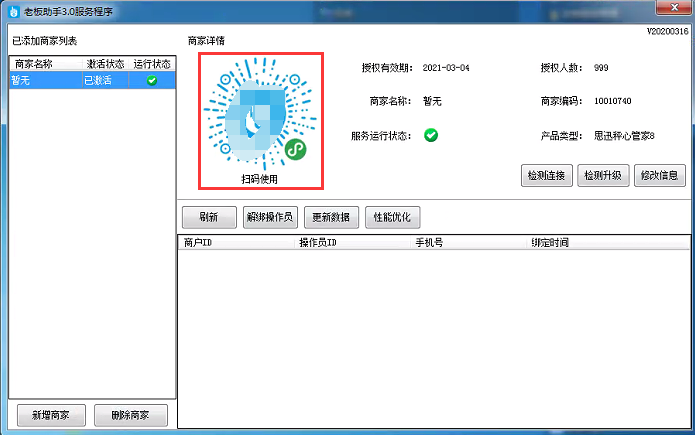 老板助手3.0服务程序
V20200316
已添加商家列表
商家名称 激活状态 运行状态
暂无 已激活
新增商家 删除商家
商家详情
扫码使用
授权有效期: 2021-03-04 授权人数: 999
商家名称: 暂无 商家编码: 10010740
服务运行状态: 产品类型: 思迅秤心管家8
检测连接 检测升级 修改信息
刷新 解绑操作员 更新数据 性能优化
商户ID 操作员ID 手机号 绑定时间